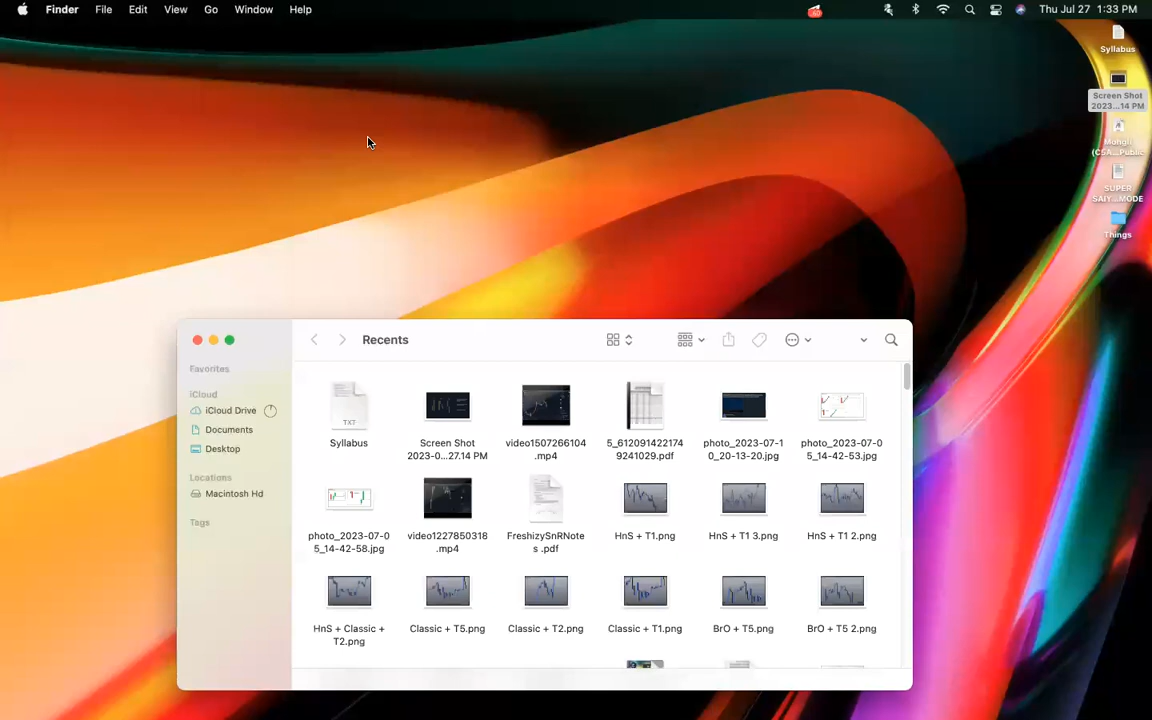 Finder File Edit View Go Window Help Thu Jul 27 1:33 PM
Syllabus
Screen Shot
2023...14 PM
Mohgli
(CSA...Public
SUPER
SAIY...MODE
Things
Recents
Favorites
iCloud
iCloud Drive
Documents
Desktop
Locations
Macintosh Hd
Tags
TXT
Syllabus
Screen Shot
2023-0...27.14 PM
video1507266104
.mp4
5_612091422174
9241029.pdf
photo_2023-07-1
0_20-13-20.jpg
photo_2023-07-0
5_14-42-53.jpg
photo_2023-07-0
5_14-42-58.jpg
video1227850318
.mp4
FreshizySnRNote
s .pdf
HnS + T1.png
HnS + T1 3.png
HnS + T1 2.png
HnS + Classic +
T2.png
Classic + T5.png
Classic + T2.png
Classic + T1.png
BrO + T5.png
BrO + T5 2.png